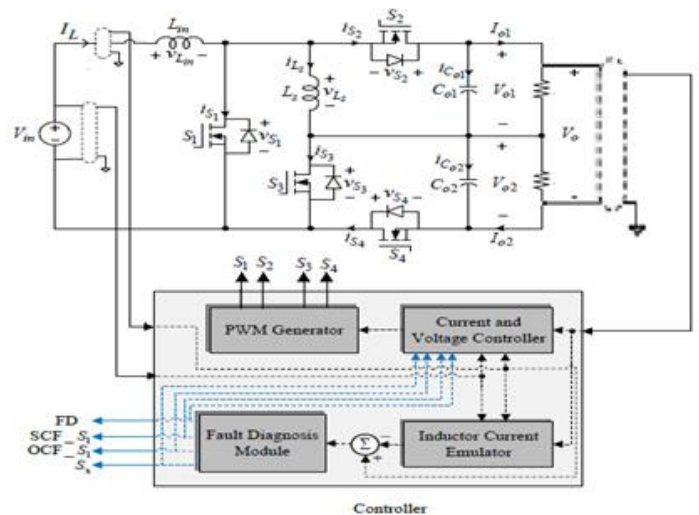 I_L
L_in
+ v_Lin −
i_S2
S_2
− v_S2 +
I_o1
i_Ls
L_s
+ v_Ls −
i_Co1
C_o1
+ V_o1 −
V_in
+ −
i_S1
S_1
+ v_S1 −
i_S3
S_3
+ v_S3 −
i_Co2
C_o2
+ V_o2 −
+ V_o -
+ v_S4 −
i_S4
S_4
I_o2
S_1 S_2 S_3 S_4
PWM Generator
Current and
Voltage Controller
FD
SCF_S_1
OCF_S_1
Fault Diagnosis
Module
Σ
− +
Inductor Current
Emulator
Controller